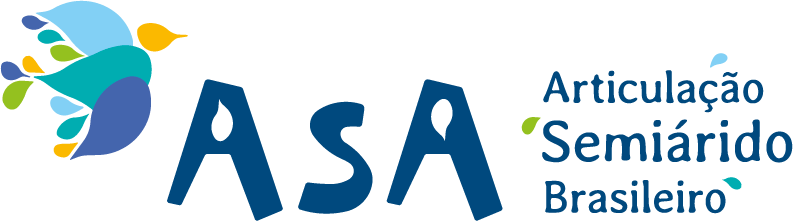 ASA
Articulação
Semiárido
Brasileiro